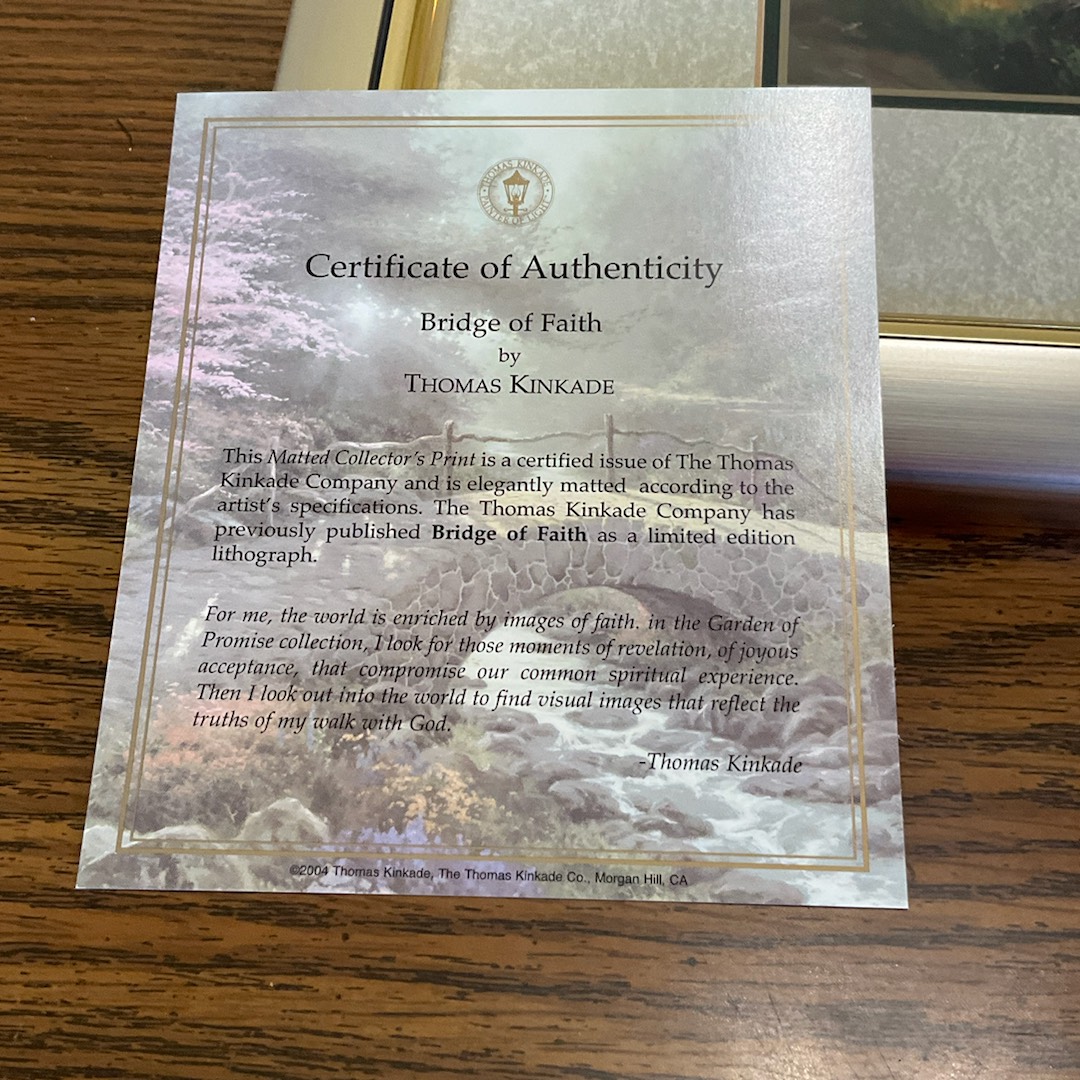 THOMAS KINKADE
PAINTER OF LIGHT
Certificate of Authenticity
Bridge of Faith
by
THOMAS KINKADE
This Matted Collector's Print is a certified issue of The Thomas
Kinkade Company and is elegantly matted according to the
artist's specifications. The Thomas Kinkade Company has
previously published Bridge of Faith as a limited edition
lithograph.
For me, the world is enriched by images of faith. in the Garden of
Promise collection, I look for those moments of revelation, of joyous
acceptance, that compromise our common spiritual experience.
Then I look out into the world to find visual images that reflect the
truths of my walk with God.
-Thomas Kinkade
©2004 Thomas Kinkade, The Thomas Kinkade Co., Morgan Hill, CA